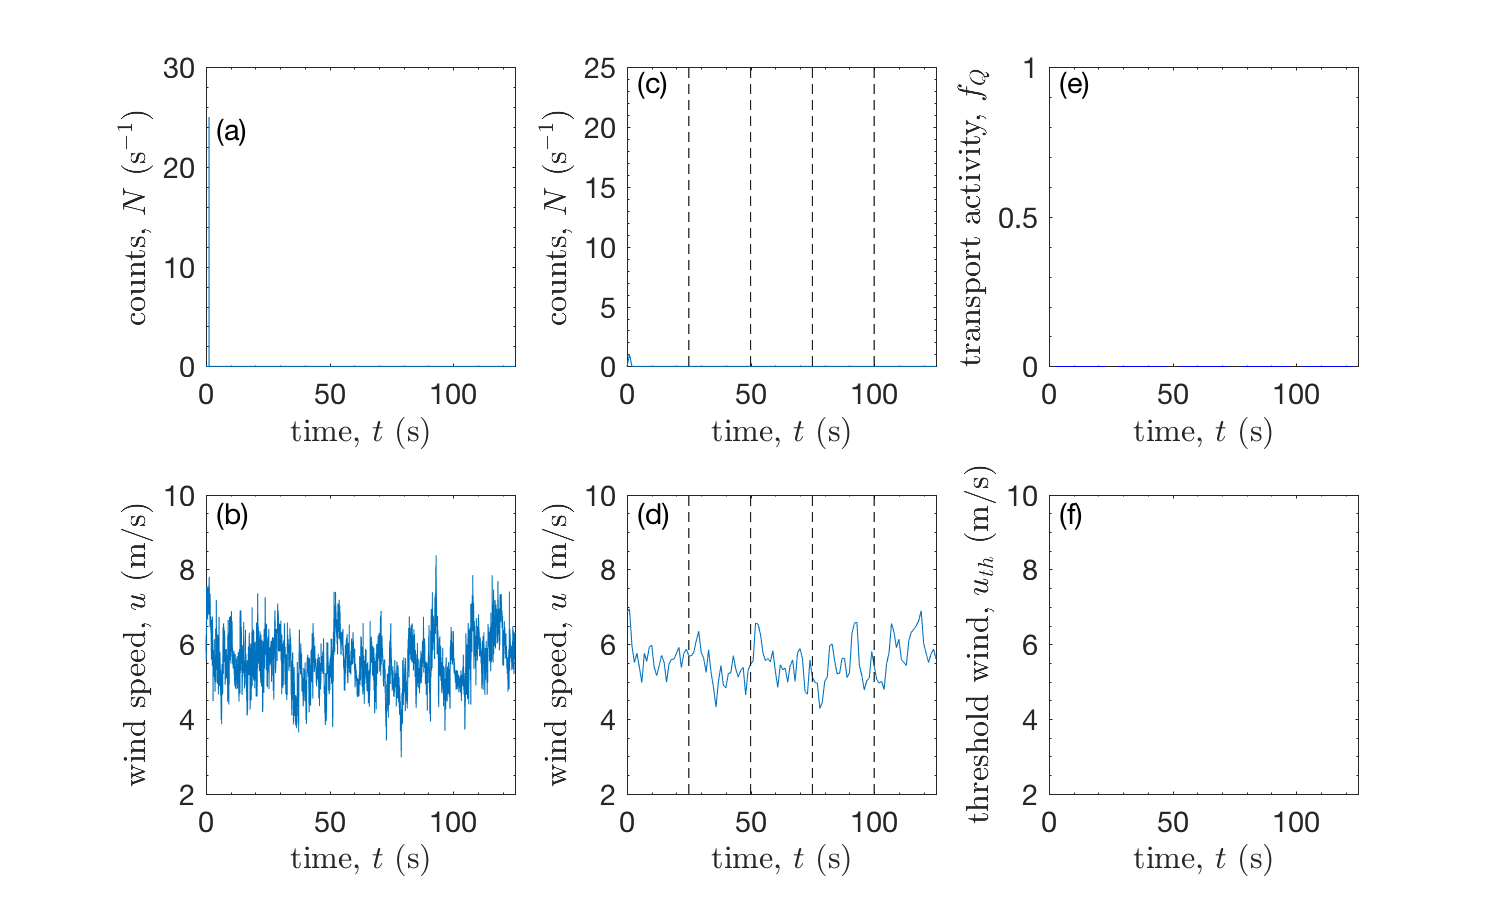 30
20
10
0
0
50
100
counts, N (s⁻¹)
time, t (s)
(a)
25
20
15
10
5
0
0
50
100
counts, N (s⁻¹)
time, t (s)
(c)
1
0.5
0
0
50
100
transport activity, f_Q
time, t (s)
(e)
10
8
6
4
2
0
50
100
wind speed, u (m/s)
time, t (s)
(b)
10
8
6
4
2
0
50
100
wind speed, u (m/s)
time, t (s)
(d)
10
8
6
4
2
0
50
100
threshold wind, u_th (m/s)
time, t (s)
(f)